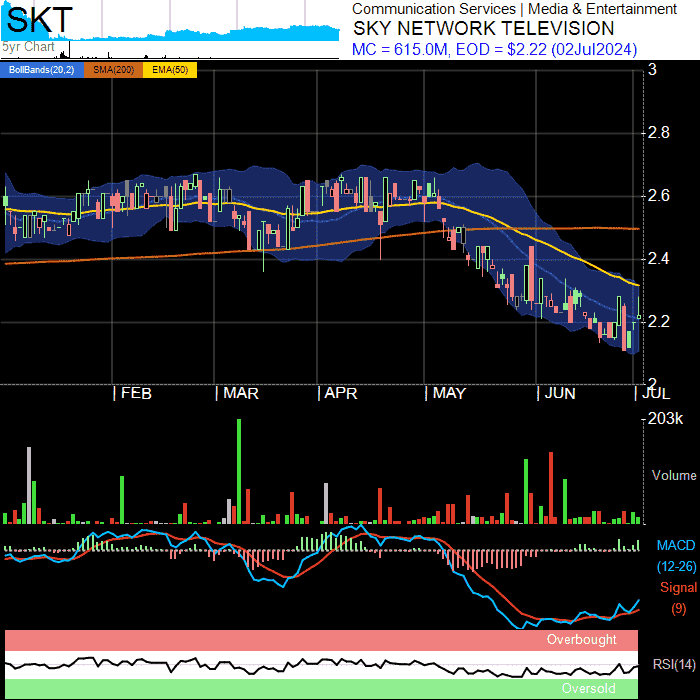 SKT
5yr Chart
Communication Services | Media & Entertainment
SKY NETWORK TELEVISION
MC = 615.0M, EOD = $2.22 (02Jul2024)
BollBands(20,2) SMA(200) EMA(50)
3
2.8
2.6
2.4
2.2
2
FEB MAR APR MAY JUN JUL
203k
Volume
MACD
(12-26)
Signal
(9)
Overbought
RSI(14)
Oversold